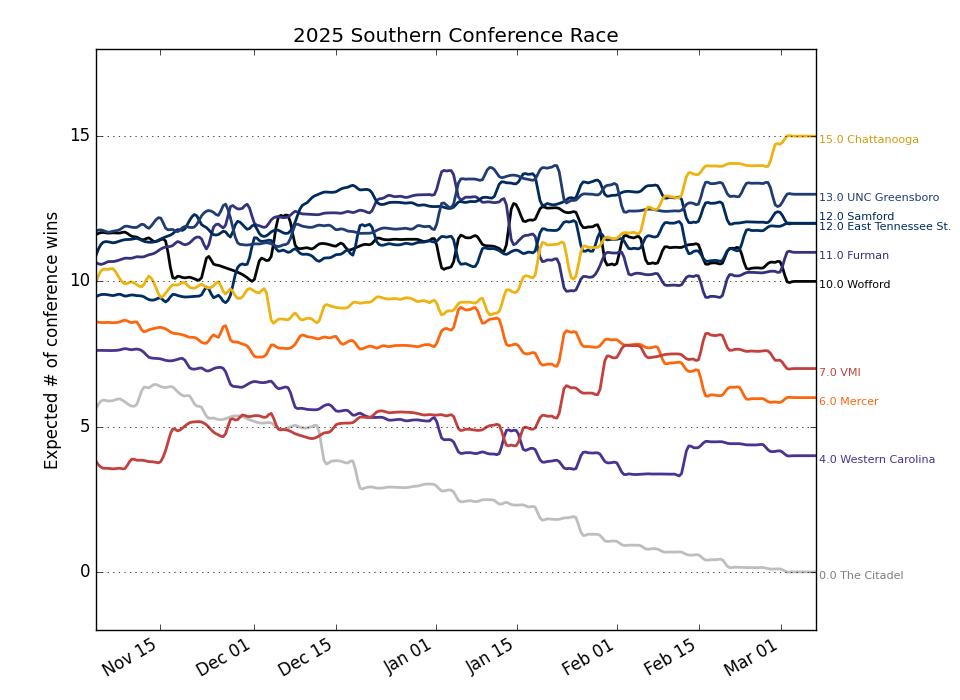 2025 Southern Conference Race
Expected # of conference wins
15
10
5
0
15.0 Chattanooga
13.0 UNC Greensboro
12.0 Samford
12.0 East Tennessee St.
11.0 Furman
10.0 Wofford
7.0 VMI
6.0 Mercer
4.0 Western Carolina
0.0 The Citadel
Nov 15
Dec 01
Dec 15
Jan 01
Jan 15
Feb 01
Feb 15
Mar 01